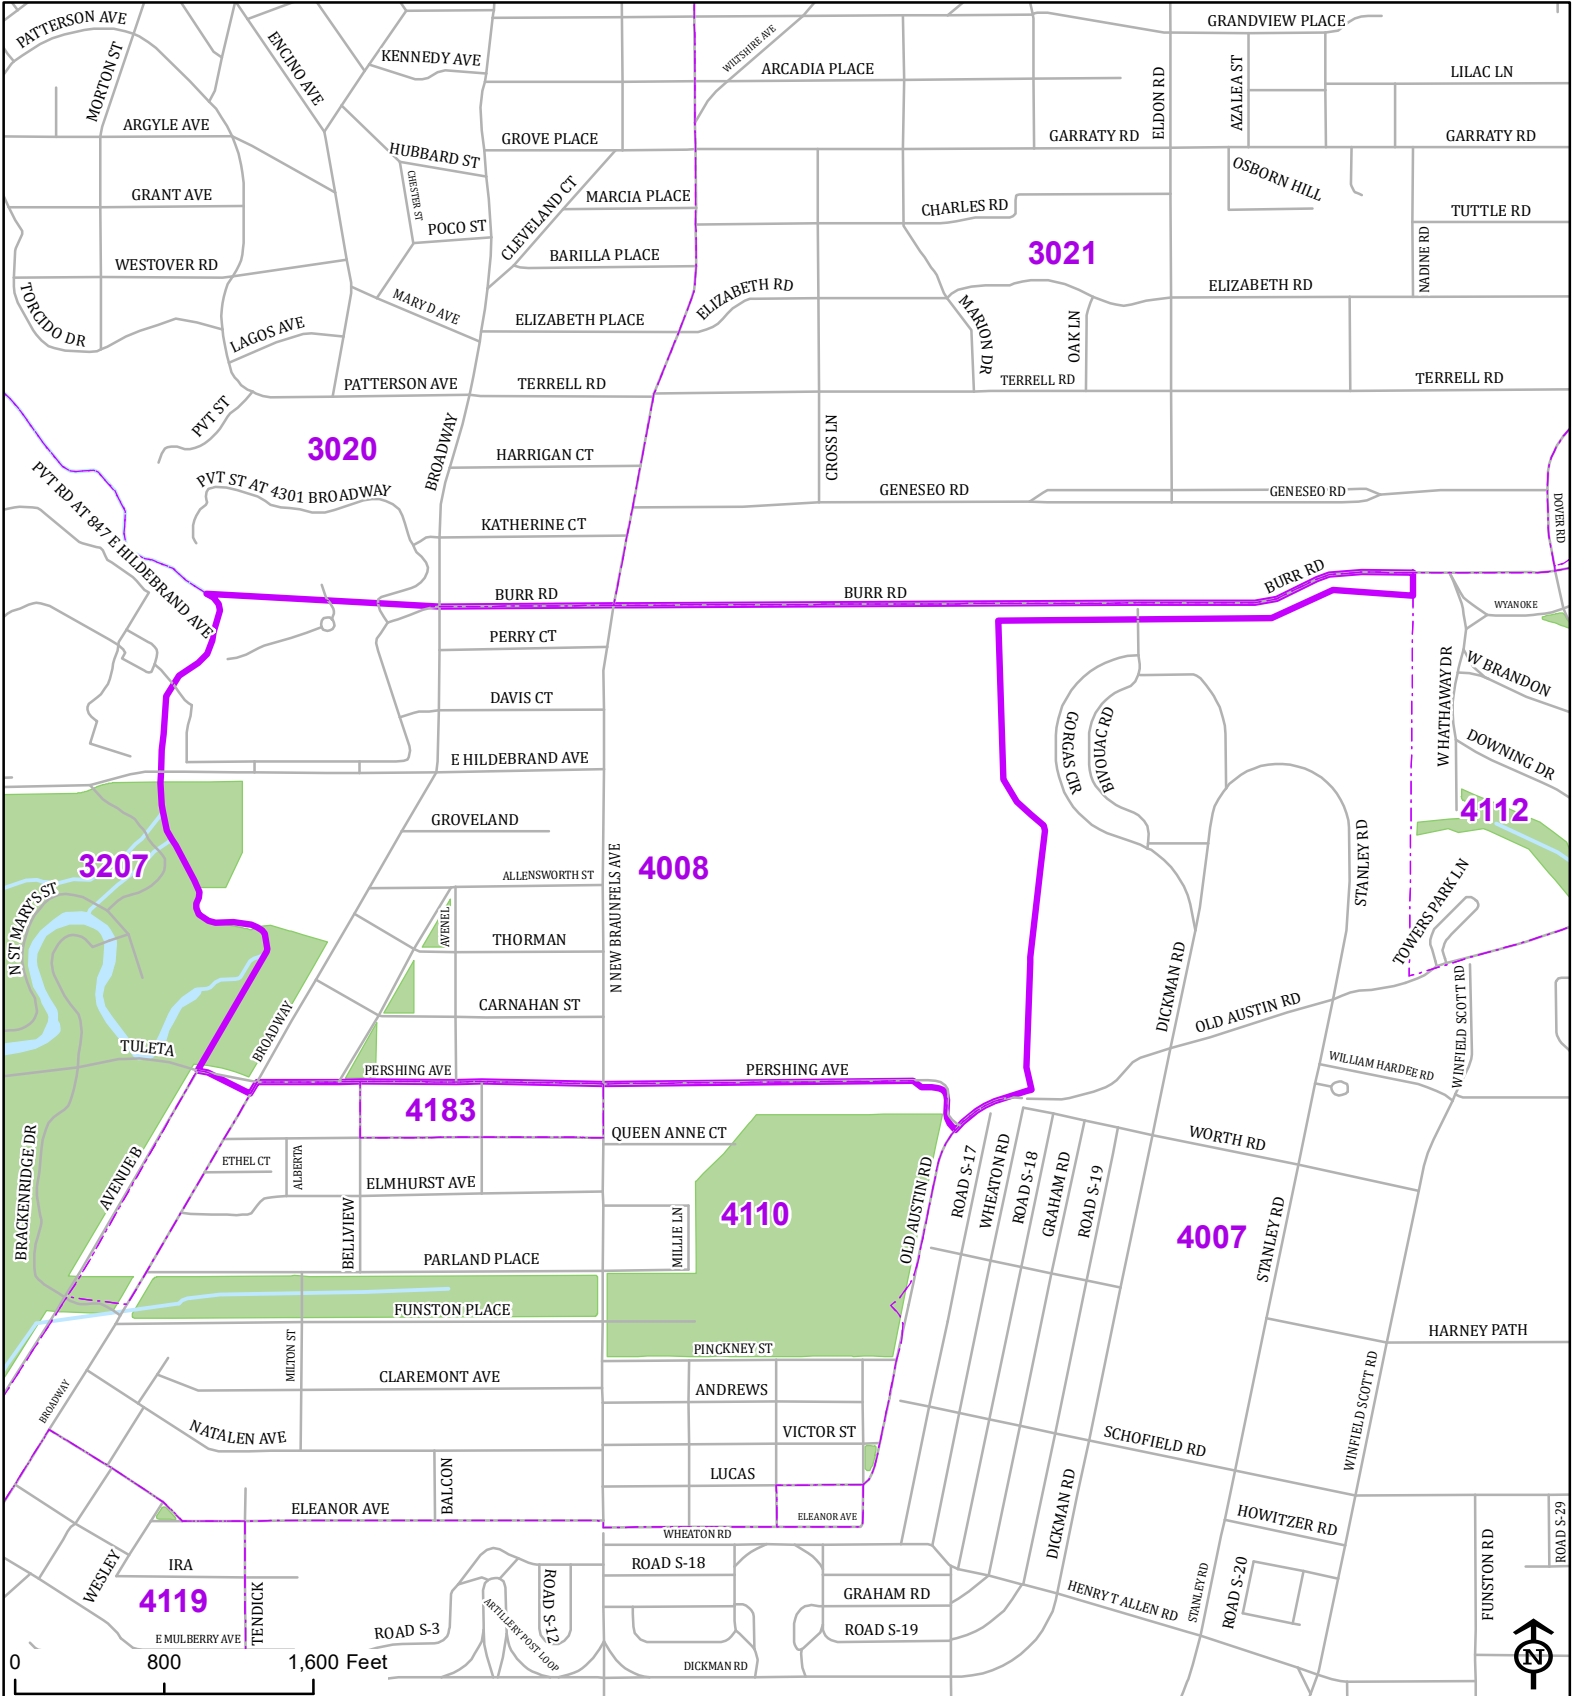 PATTERSON AVE
MORTON ST
ENCINO AVE
KENNEDY AVE
WILTSHIRE AVE
ARCADIA PLACE
GRANDVIEW PLACE
ELDON RD
AZALEA ST
LILAC LN
ARGYLE AVE
HUBBARD ST
GROVE PLACE
GARRATY RD
GARRATY RD
CHESTER ST
GRANT AVE
POCO ST
CLEVELAND CT
MARCIA PLACE
CHARLES RD
OSBORN HILL
TUTTLE RD
NADINE RD
WESTOVER RD
BARILLA PLACE
3021
TORCIDO DR
LAGOS AVE
MARY D AVE
ELIZABETH PLACE
ELIZABETH RD
MARION DR
OAK LN
ELIZABETH RD
PATTERSON AVE
TERRELL RD
TERRELL RD
TERRELL RD
PVT ST
3020
BROADWAY
HARRIGAN CT
CROSS LN
PVT ST AT 4301 BROADWAY
GENESEO RD
GENESEO RD
DOVER RD
PVT RD AT 847 E HILDEBRAND AVE
KATHERINE CT
BURR RD
BURR RD
BURR RD
WYANOKE
PERRY CT
W BRANDON
W HATHAWAY DR
DAVIS CT
GORGAS CIR
BIVOUAC RD
DOWNING DR
E HILDEBRAND AVE
4112
GROVELAND
3207
ALLENSWORTH ST
N NEW BRAUNFELS AVE
4008
STANLEY RD
TOWERS PARK LN
N ST MARY'S ST
AVENEL
THORMAN
DICKMAN RD
CARNAHAN ST
OLD AUSTIN RD
WINFIELD SCOTT RD
TULETA
BROADWAY
PERSHING AVE
PERSHING AVE
WILLIAM HARDEE RD
4183
QUEEN ANNE CT
WORTH RD
BRACKENRIDGE DR
AVENUE B
ETHEL CT
ALBERTA
ELMHURST AVE
BELLVIEW
MILLIE LN
4110
OLD AUSTIN RD
ROAD S-17
WHEATON RD
ROAD S-18
GRAHAM RD
ROAD S-19
4007
STANLEY RD
PARLAND PLACE
FUNSTON PLACE
HARNEY PATH
MILTON ST
PINCKNEY ST
CLAREMONT AVE
ANDREWS
BROADWAY
NATALEN AVE
VICTOR ST
SCHOFIELD RD
WINFIELD SCOTT RD
BALCON
LUCAS
ELEANOR AVE
ELEANOR AVE
DICKMAN RD
HOWITZER RD
WHEATON RD
WESLEY
IRA
ROAD S-18
ROAD S-29
FUNSTON RD
4119
TENDICK
ROAD S-12
GRAHAM RD
HENRY T ALLEN RD
STANLEY RD
ROAD S-20
E MULBERRY AVE
ROAD S-3
ARTILLERY POST LOOP
ROAD S-19
DICKMAN RD
0 800 1,600 Feet
N